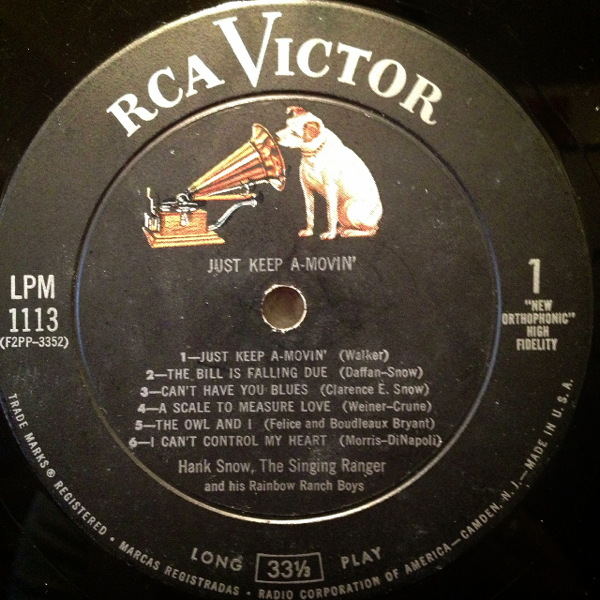 RCA VICTOR
JUST KEEP A-MOVIN'
LPM
1113
(F2PP-3352)
1
"NEW
ORTHOPHONIC"
HIGH
FIDELITY
1—JUST KEEP A-MOVIN' (Walker)
2—THE BILL IS FALLING DUE (Daffan-Snow)
3—CAN'T HAVE YOU BLUES (Clarence E. Snow)
4—A SCALE TO MEASURE LOVE (Weiner-Crune)
5—THE OWL AND I (Felice and Boudleaux Bryant)
6—I CAN'T CONTROL MY HEART (Morris-DiNapoli)
Hank Snow, The Singing Ranger
and his Rainbow Ranch Boys
LONG 33⅓ PLAY
TRADE MARKS ® REGISTERED • MARCAS REGISTRADAS • RADIO CORPORATION OF AMERICA—CAMDEN, N. J.—MADE IN U. S. A.